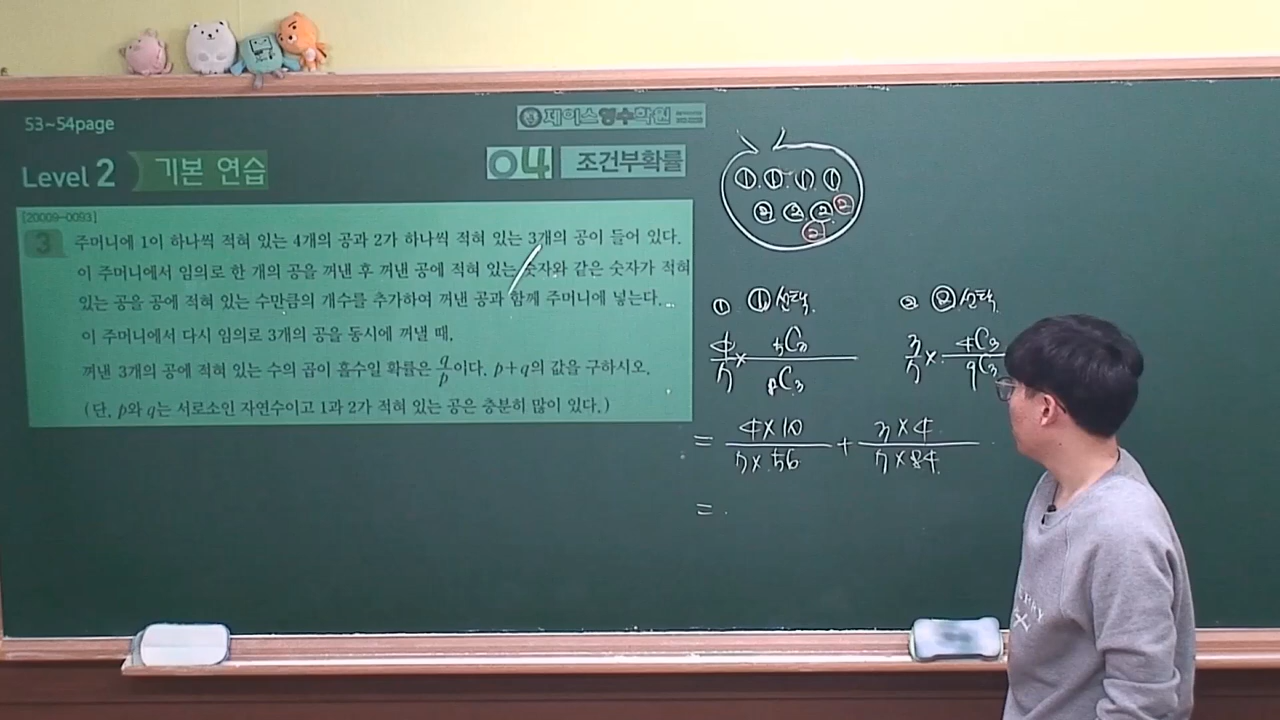 53~54page
제이스영수학원
Level 2 기본 연습
04 조건부확률
[20009-0093]
3 주머니에 1이 하나씩 적혀 있는 4개의 공과 2가 하나씩 적혀 있는 3개의 공이 들어 있다.
이 주머니에서 임의로 한 개의 공을 꺼낸 후 꺼낸 공에 적혀 있는 숫자와 같은 숫자가 적혀
있는 공을 공에 적혀 있는 수만큼의 개수를 추가하여 꺼낸 공과 함께 주머니에 넣는다.
이 주머니에서 다시 임의로 3개의 공을 동시에 꺼낼 때,
꺼낸 3개의 공에 적혀 있는 수의 곱이 홀수일 확률은 q/p이다. p+q의 값을 구하시오.
(단, p와 q는 서로소인 자연수이고 1과 2가 적혀 있는 공은 충분히 많이 있다.)
① ① ① ①
② ② ② ②
②
① ①선택.
② ②선택.
4/7 × 5C3/8C3
3/7 × 4C3/9C3
= 4×10/7×56 + 3×4/7×84
=